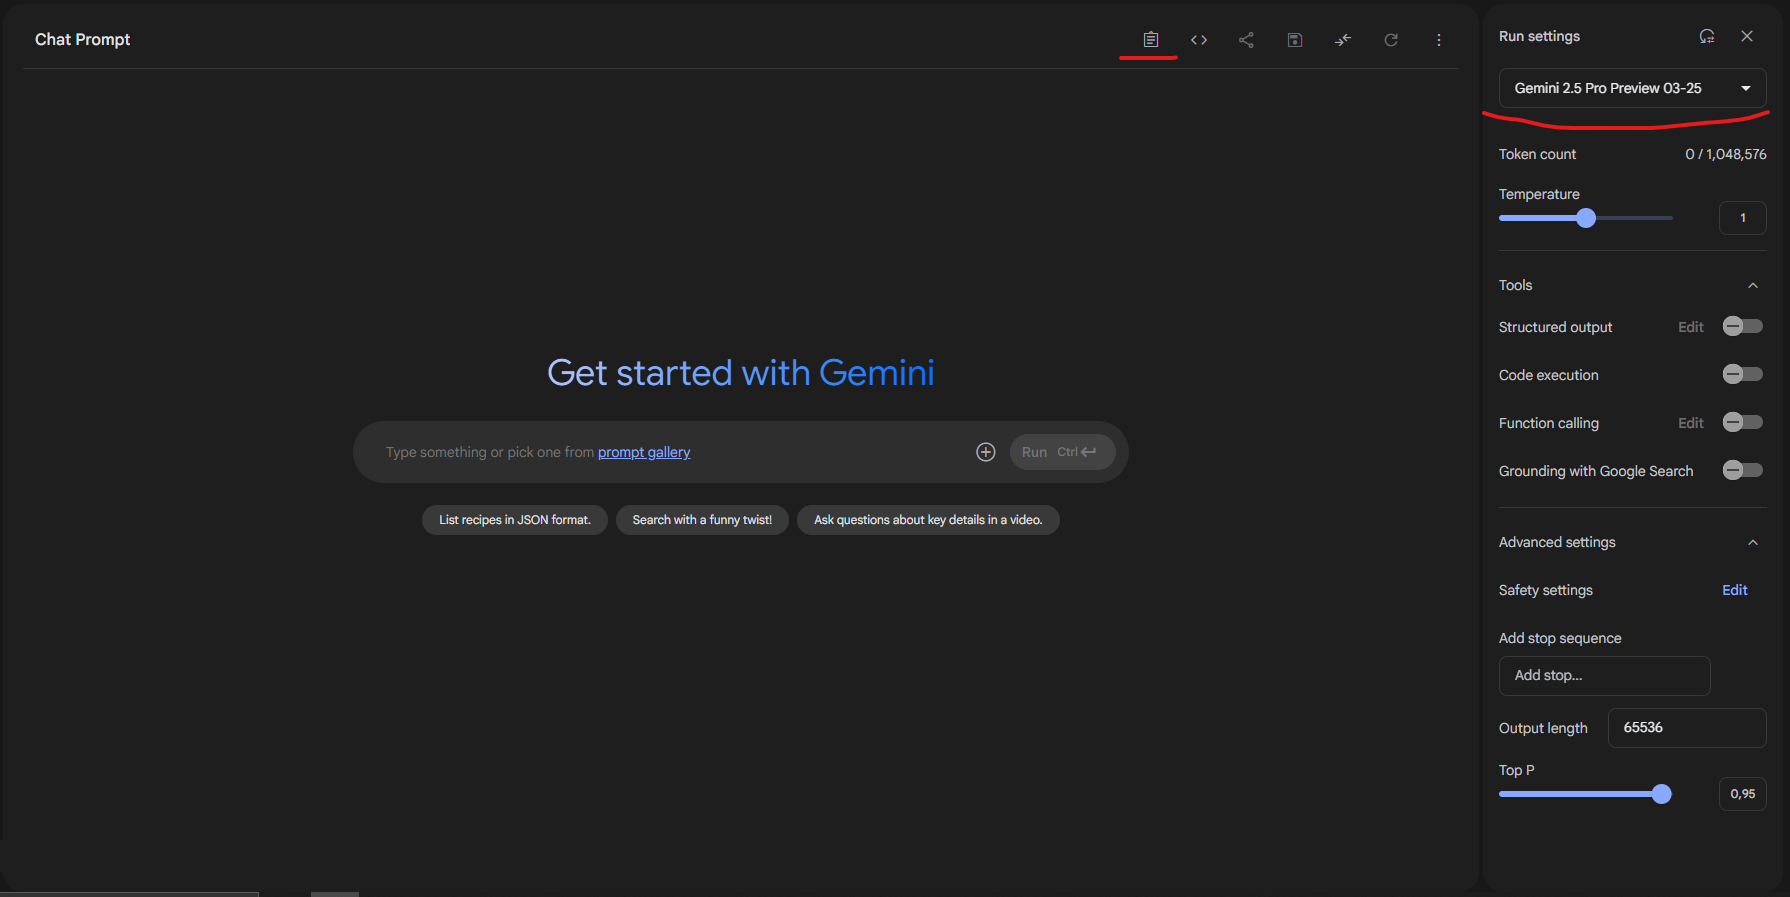 Chat Prompt
Run settings
Gemini 2.5 Pro Preview 03-25
Token count 0 / 1,048,576
Temperature
1
Tools
Structured output Edit
Code execution
Function calling Edit
Grounding with Google Search
Get started with Gemini
Type something or pick one from prompt gallery
Run Ctrl
List recipes in JSON format.
Search with a funny twist!
Ask questions about key details in a video.
Advanced settings
Safety settings Edit
Add stop sequence
Add stop...
Output length 65536
Top P
0,95